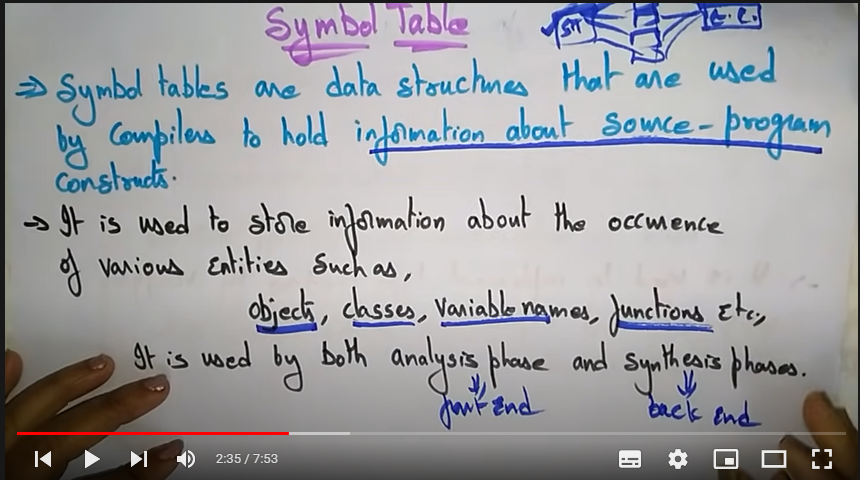 Symbol Table
ST
⇒ Symbol tables are data structures that are used
by Compilers to hold information about source-program
constructs.
→ It is used to store information about the occurence
of various Entities Such as,
objects, classes, variable names, functions Etc.,
It is used by both analysis phase and synthesis phases.
front End
back End
2:35 / 7:53